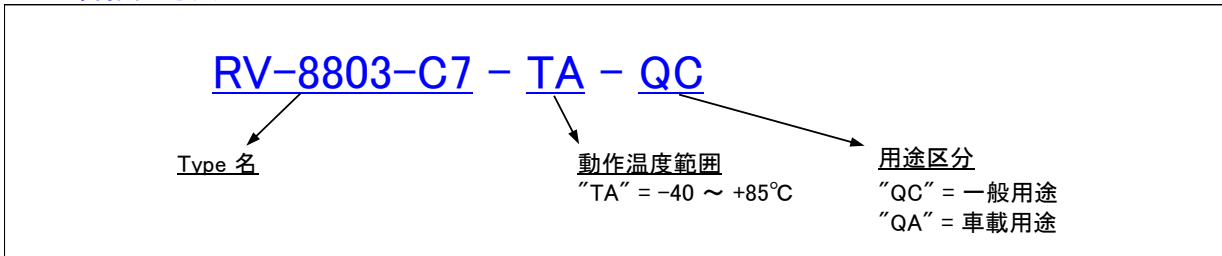 RV-8803-C7 - TA - QC
Type 名
動作温度範囲
"TA" = -40 ～ +85℃
用途区分
"QC" = 一般用途
"QA" = 車載用途